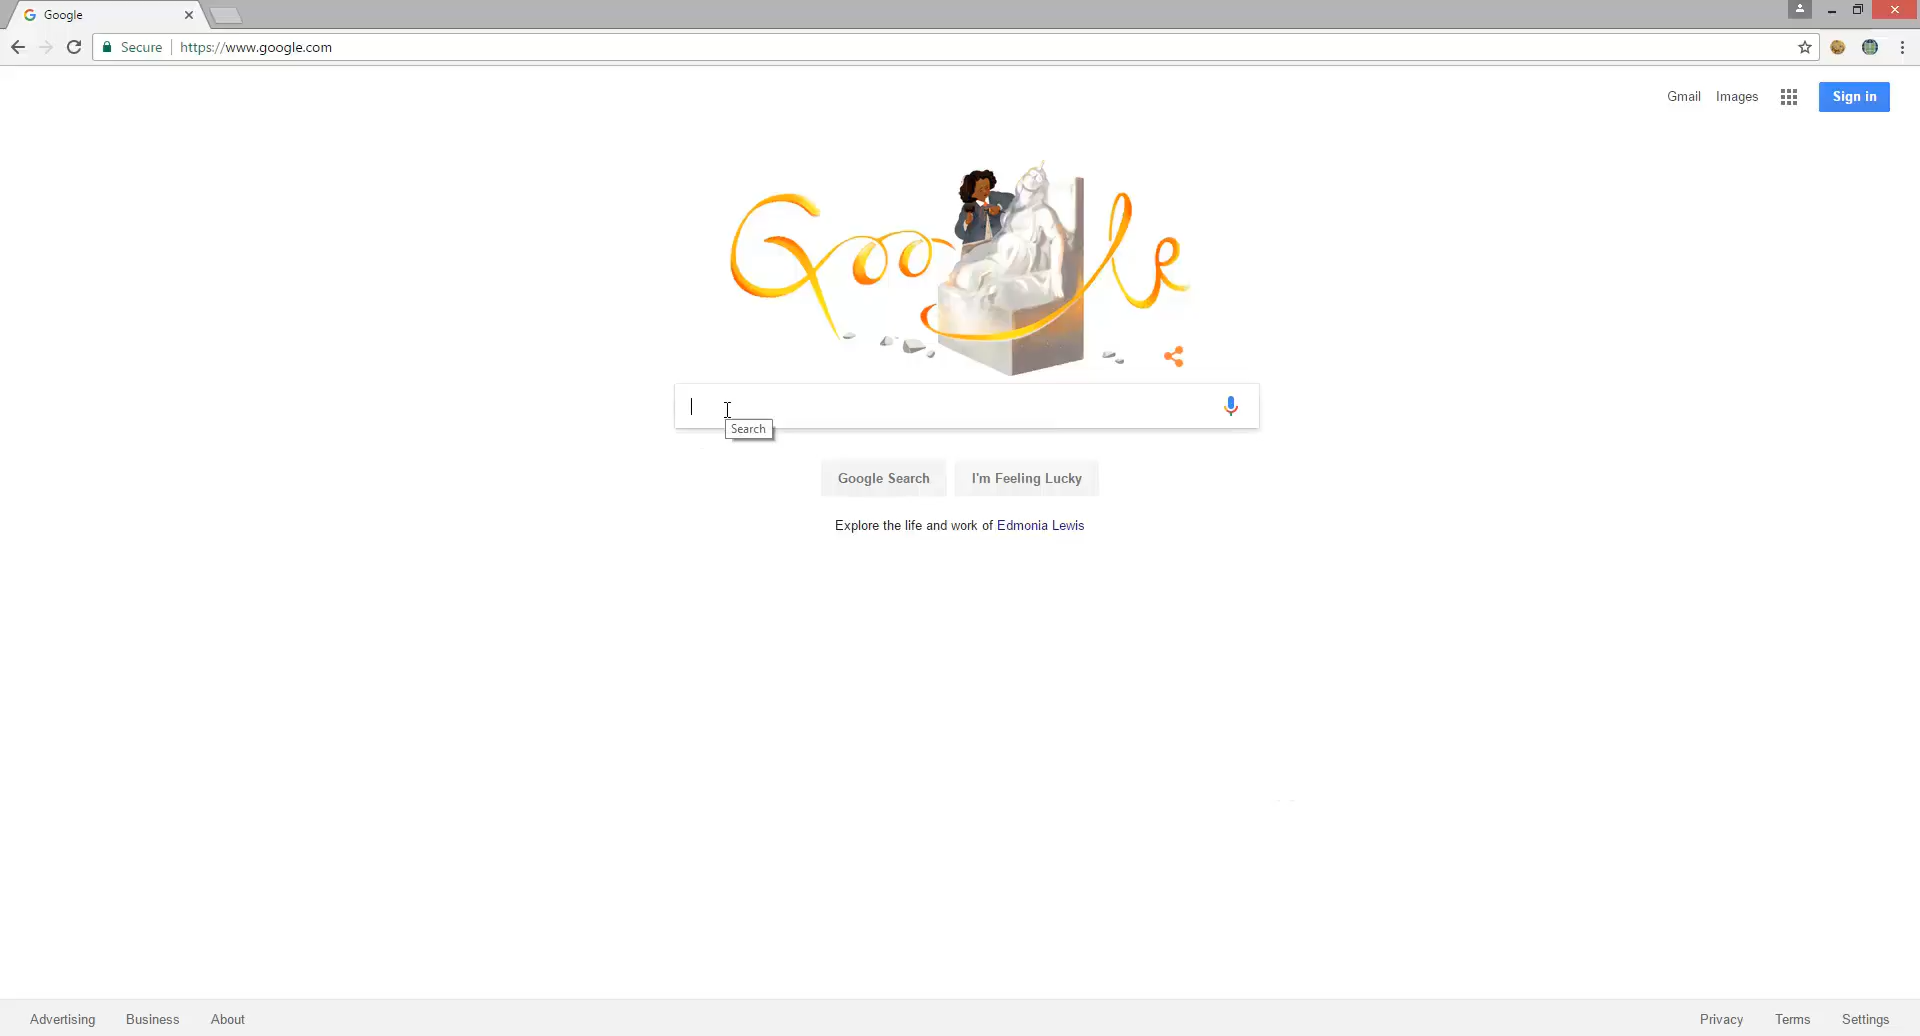 Google
Secure
https://www.google.com
Gmail
Images
Sign in
Google
Search
Google Search
I'm Feeling Lucky
Explore the life and work of Edmonia Lewis
Advertising
Business
About
Privacy
Terms
Settings